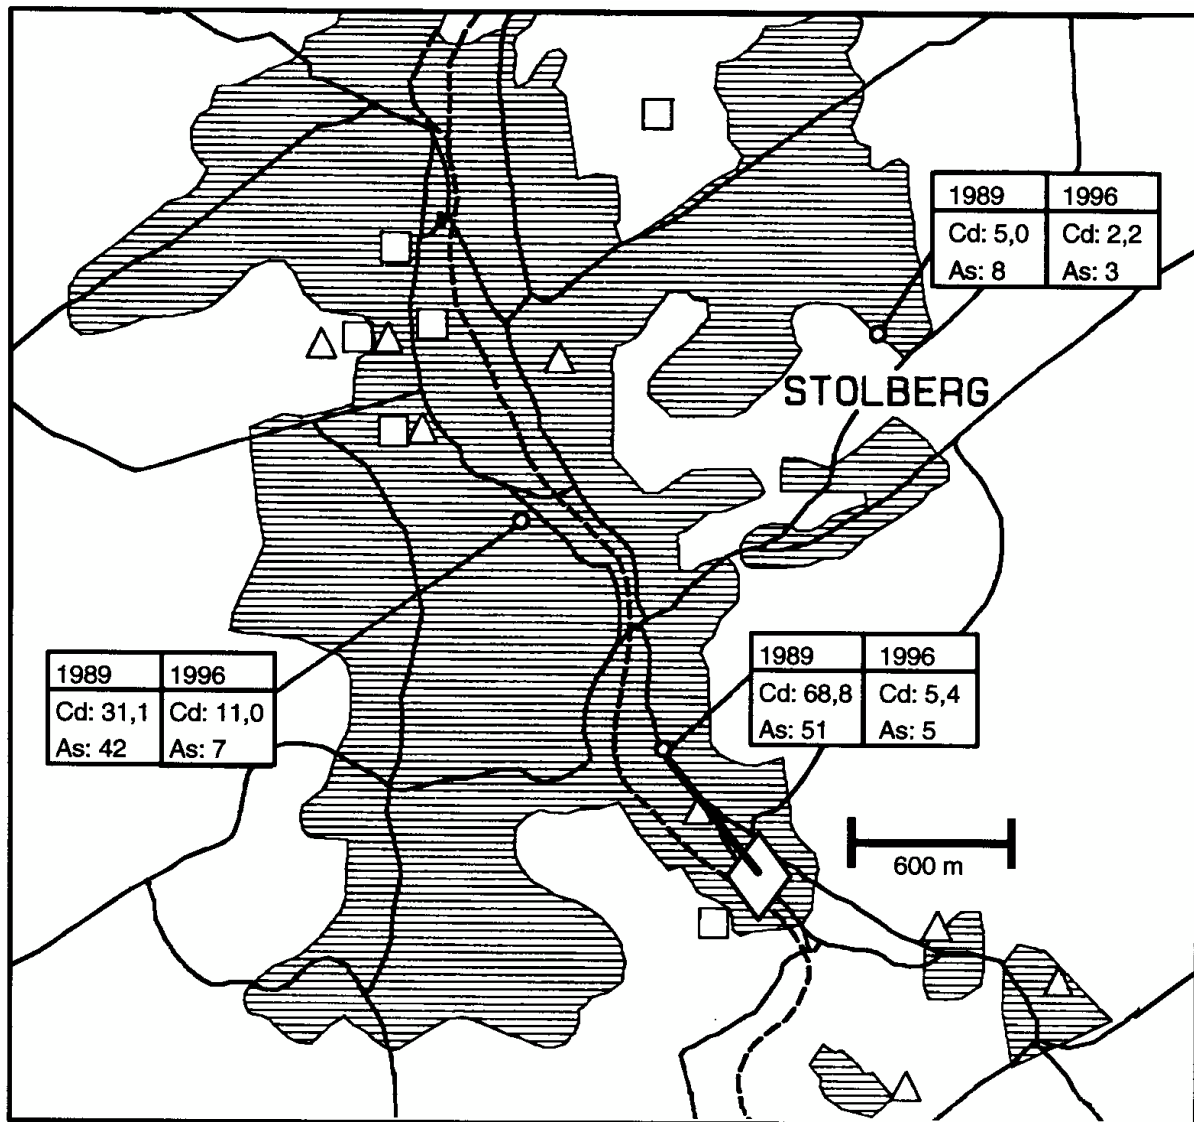 1989 1996
Cd: 5,0 Cd: 2,2
As: 8 As: 3
STOLBERG
1989 1996
Cd: 31,1 Cd: 11,0
As: 42 As: 7
1989 1996
Cd: 68,8 Cd: 5,4
As: 51 As: 5
600 m